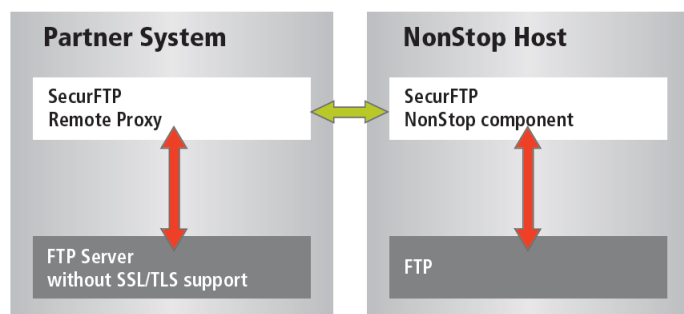 Partner System
SecurFTP
Remote Proxy
FTP Server
without SSL/TLS support
NonStop Host
SecurFTP
NonStop component
FTP